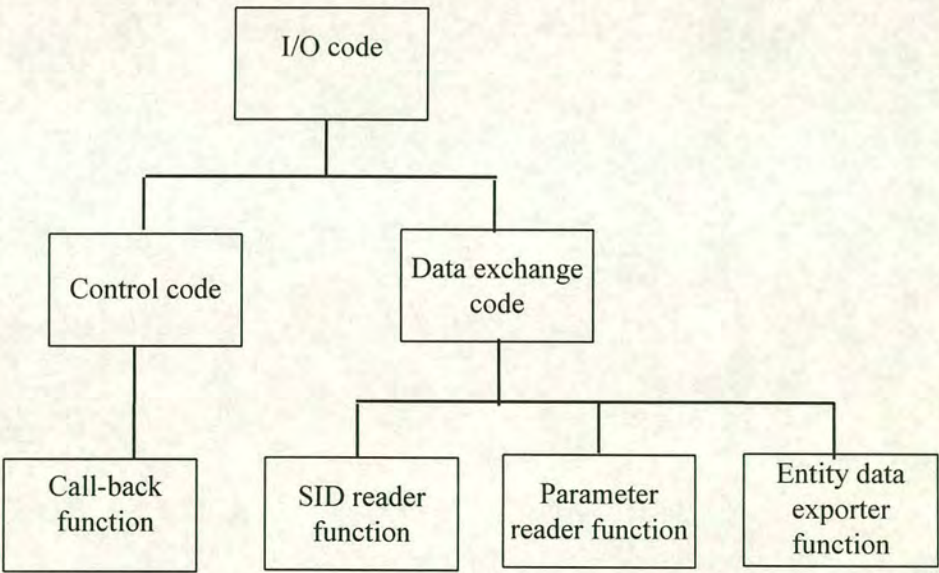 I/O code
Control code
Data exchange
code
Call-back
function
SID reader
function
Parameter
reader function
Entity data
exporter
function